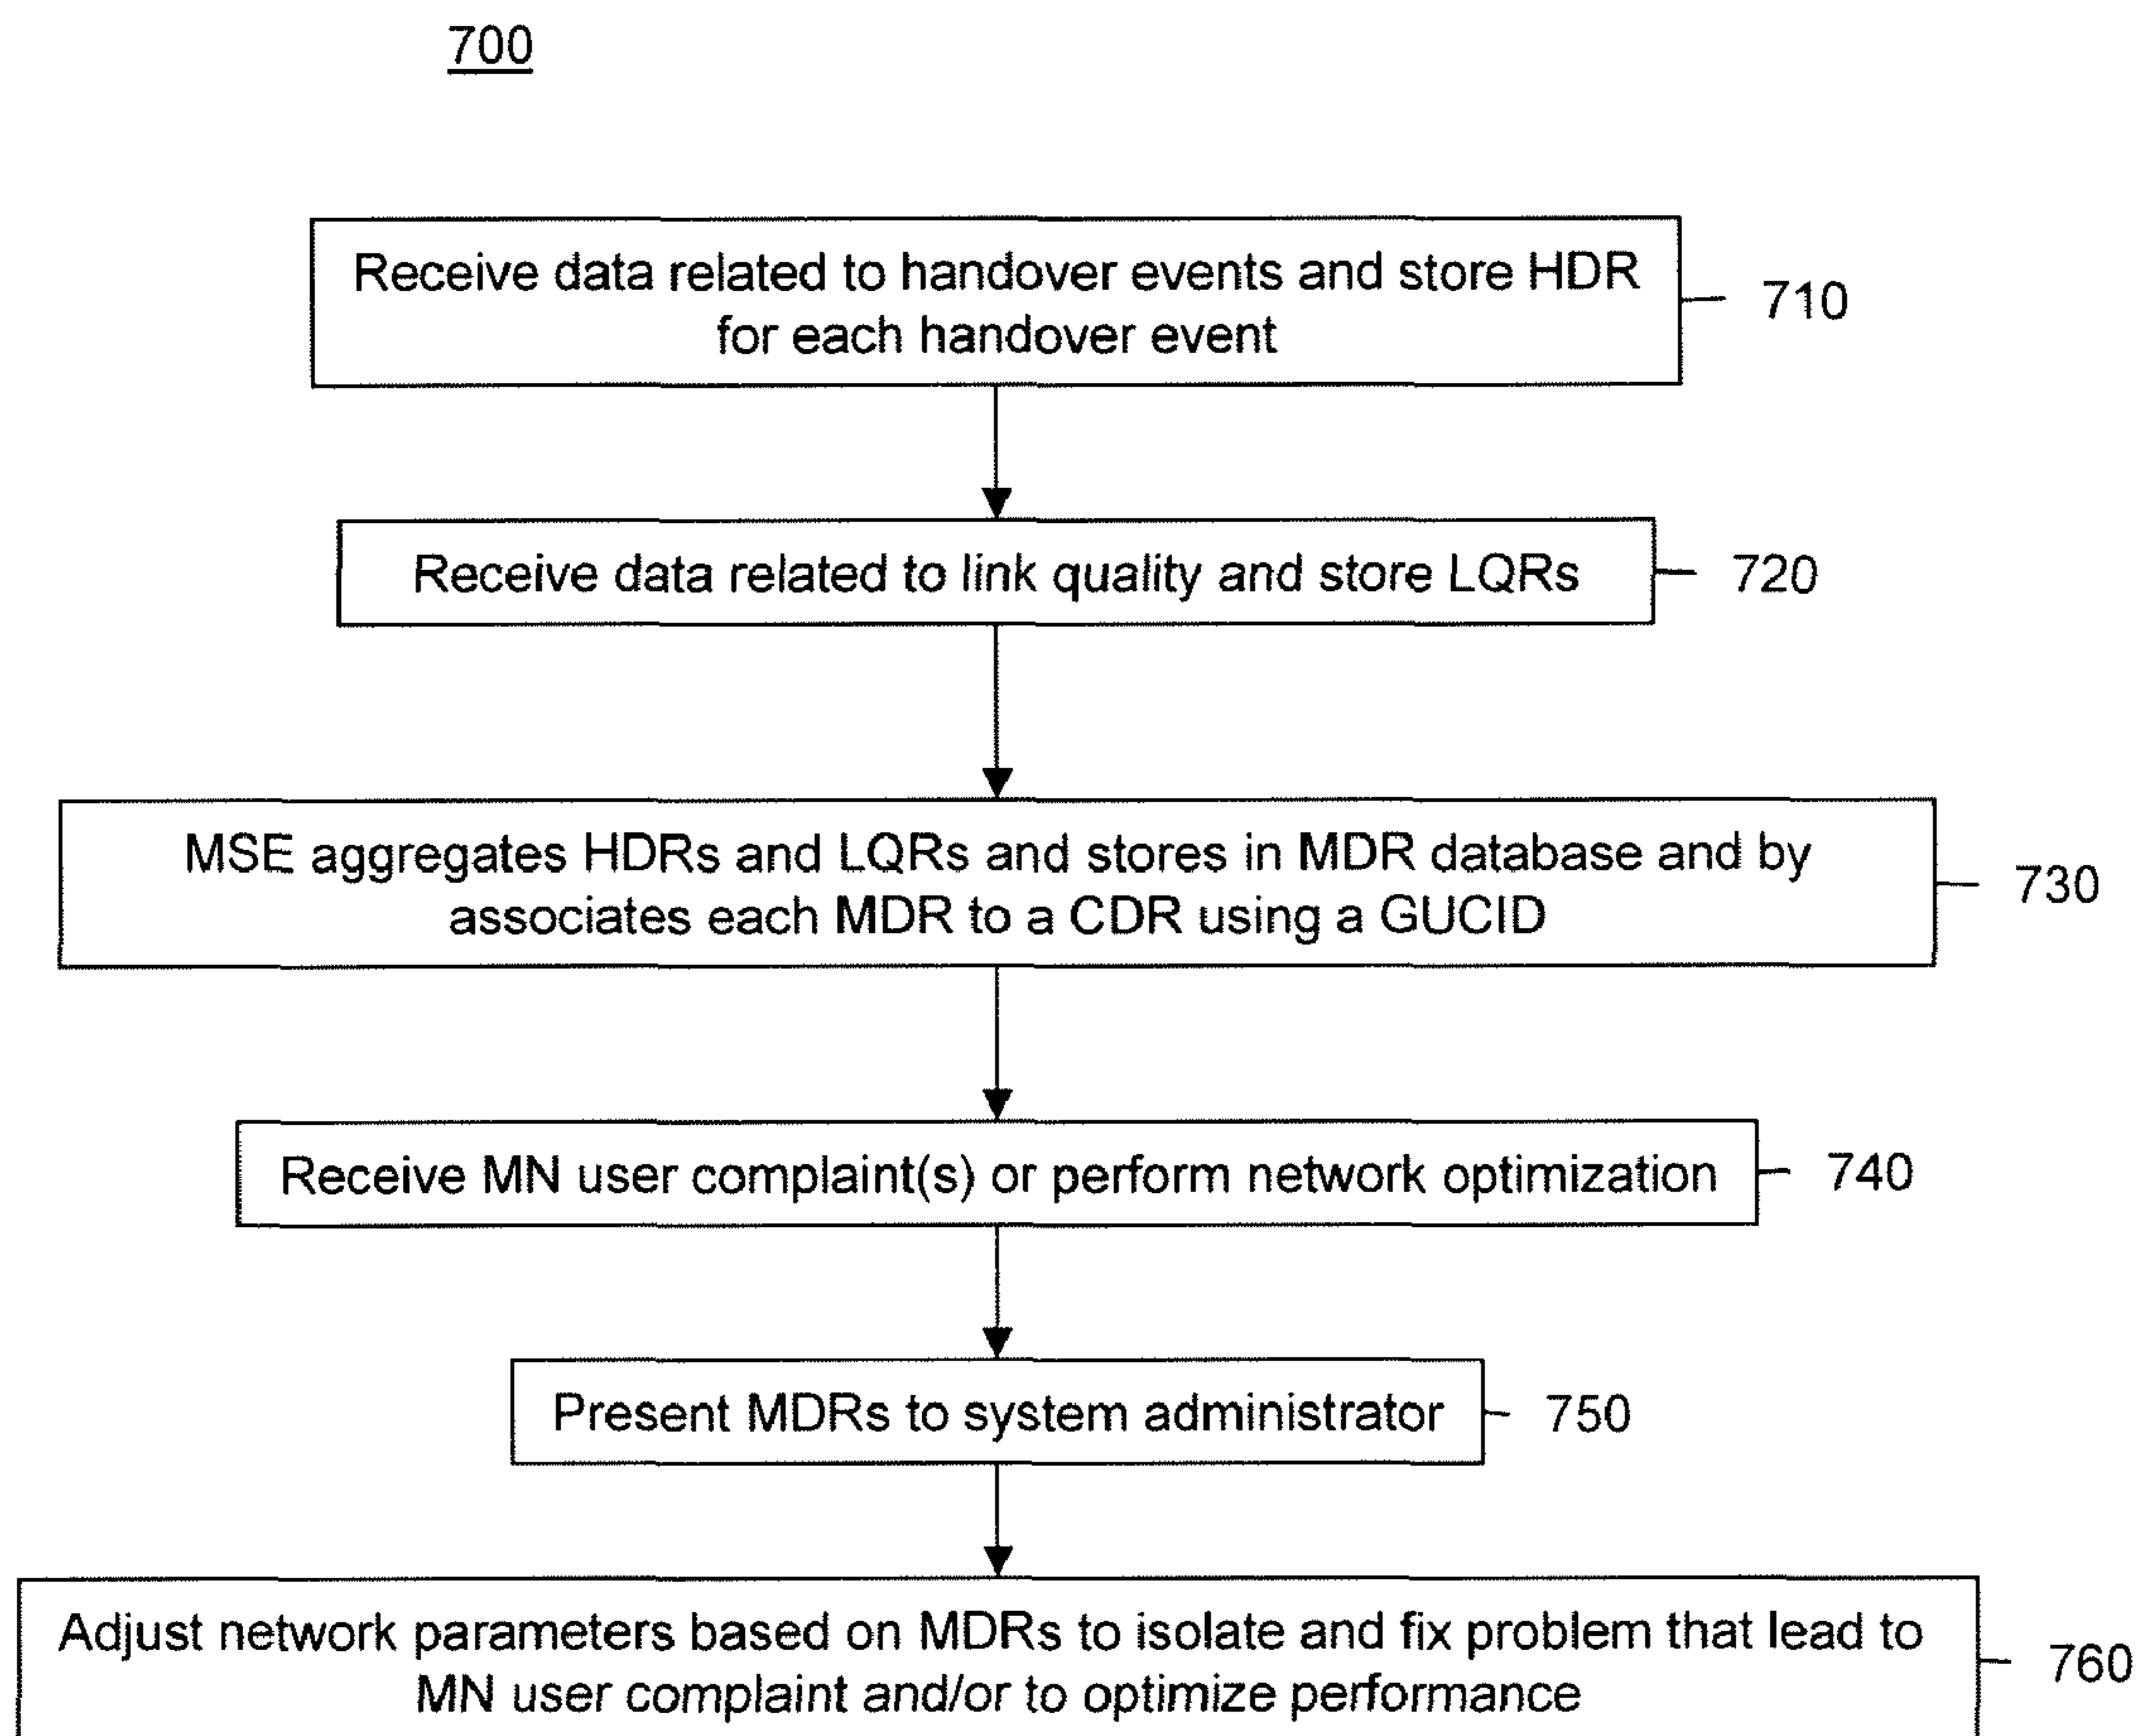 700
Receive data related to handover events and store HDR
for each handover event
710
Receive data related to link quality and store LQRs
720
MSE aggregates HDRs and LQRs and stores in MDR database and by
associates each MDR to a CDR using a GUCID
730
Receive MN user complaint(s) or perform network optimization
740
Present MDRs to system administrator
750
Adjust network parameters based on MDRs to isolate and fix problem that lead to
MN user complaint and/or to optimize performance
760